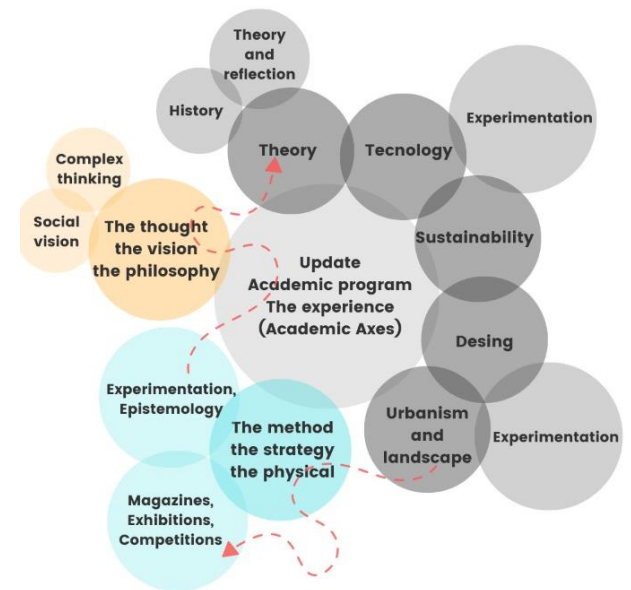 Theory
and
reflection
History
Theory
Tecnology
Experimentation
Complex
thinking
Social
vision
The thought
the vision
the philosophy
Sustainability
Update
Academic program
The experience
(Academic Axes)
Desing
Experimentation,
Epistemology
The method
the strategy
the physical
Urbanism
and
landscape
Experimentation
Magazines,
Exhibitions,
Competitions